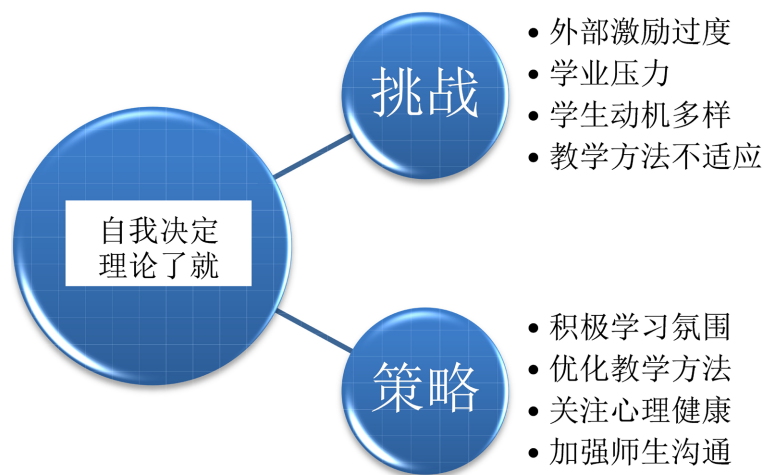 自我决定
理论了就
挑战
• 外部激励过度
• 学业压力
• 学生动机多样
• 教学方法不适应
策略
• 积极学习氛围
• 优化教学方法
• 关注心理健康
• 加强师生沟通